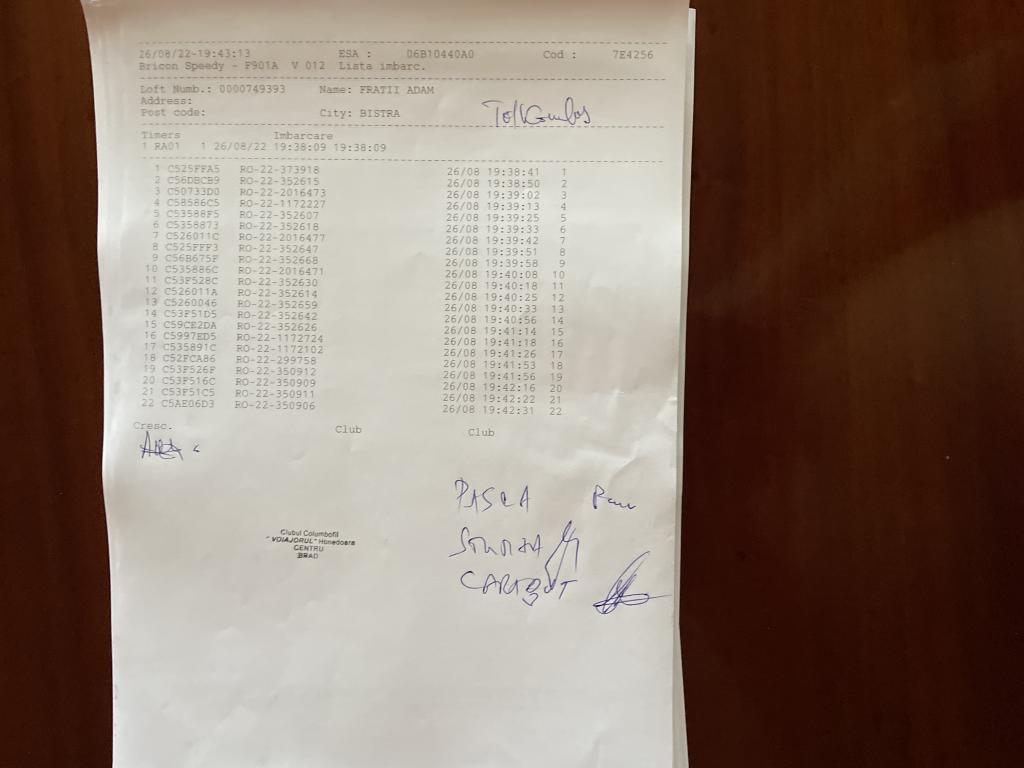 26/08/22-19:43:13 ESA : 06B10440A0 Cod : 7E4256
Bricon Speedy - F901A V 012 Lista imbarc.
Loft Numb.: 0000749393 Name: FRATII ADAM
Address:
Post code: City: BISTRA
Timers Imbarcare
1 RA01 1 26/08/22 19:38:09 19:38:09
1 C525FFA5 RO-22-373918 26/08 19:38:41 1
2 C56DBCB9 RO-22-352615 26/08 19:38:50 2
3 C50733D0 RO-22-2016473 26/08 19:39:02 3
4 C58586C5 RO-22-1172227 26/08 19:39:13 4
5 C53588F5 RO-22-352607 26/08 19:39:25 5
6 C5358873 RO-22-352618 26/08 19:39:33 6
7 C526011C RO-22-2016477 26/08 19:39:42 7
8 C525FFF3 RO-22-352647 26/08 19:39:51 8
9 C56B675F RO-22-352668 26/08 19:39:58 9
10 C535886C RO-22-2016471 26/08 19:40:08 10
11 C53F528C RO-22-352630 26/08 19:40:18 11
12 C526011A RO-22-352614 26/08 19:40:25 12
13 C5260046 RO-22-352659 26/08 19:40:33 13
14 C53F51D5 RO-22-352642 26/08 19:40:56 14
15 C59CE2DA RO-22-352626 26/08 19:41:14 15
16 C5997ED5 RO-22-1172724 26/08 19:41:18 16
17 C535891C RO-22-1172102 26/08 19:41:26 17
18 C52FCA86 RO-22-299758 26/08 19:41:53 18
19 C53F526F RO-22-350912 26/08 19:41:56 19
20 C53F516C RO-22-350909 26/08 19:42:16 20
21 C53F51C5 RO-22-350911 26/08 19:42:22 21
22 C5AE06D3 RO-22-350906 26/08 19:42:31 22
Cresc. Club Club
PASCA
Clubul Columbofil
"VOIAJORUL" Hunedoara
CENTRU
BRAD